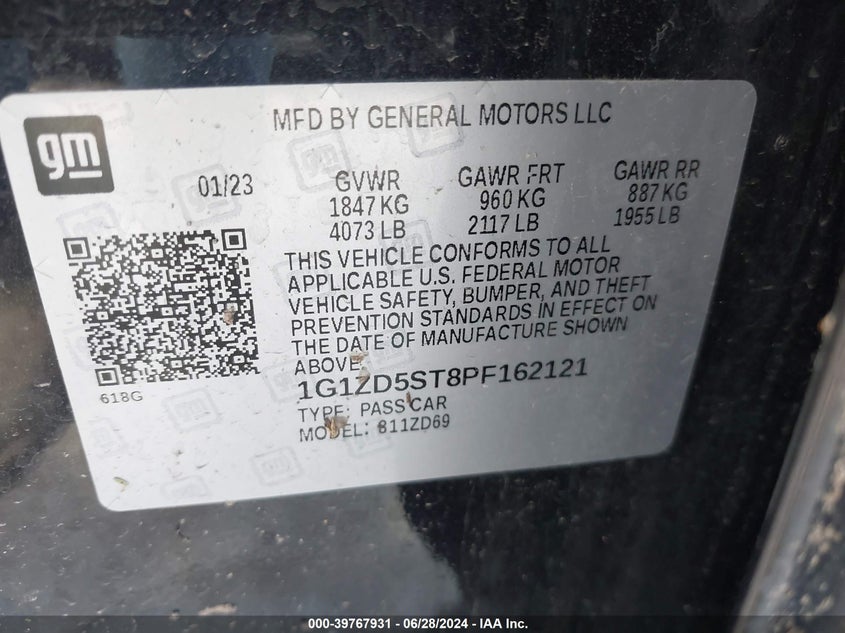 MFD BY GENERAL MOTORS LLC
gm
01/23
GVWR GAWR FRT GAWR RR
1847 KG 960 KG 887 KG
4073 LB 2117 LB 1955 LB
THIS VEHICLE CONFORMS TO ALL
APPLICABLE U.S. FEDERAL MOTOR
VEHICLE SAFETY, BUMPER, AND THEFT
PREVENTION STANDARDS IN EFFECT ON
THE DATE OF MANUFACTURE SHOWN
ABOVE.
618G
1G1ZD5ST8PF162121
TYPE: PASS CAR
MODEL: 811ZD69
000-39767931 - 06/28/2024 - IAA Inc.